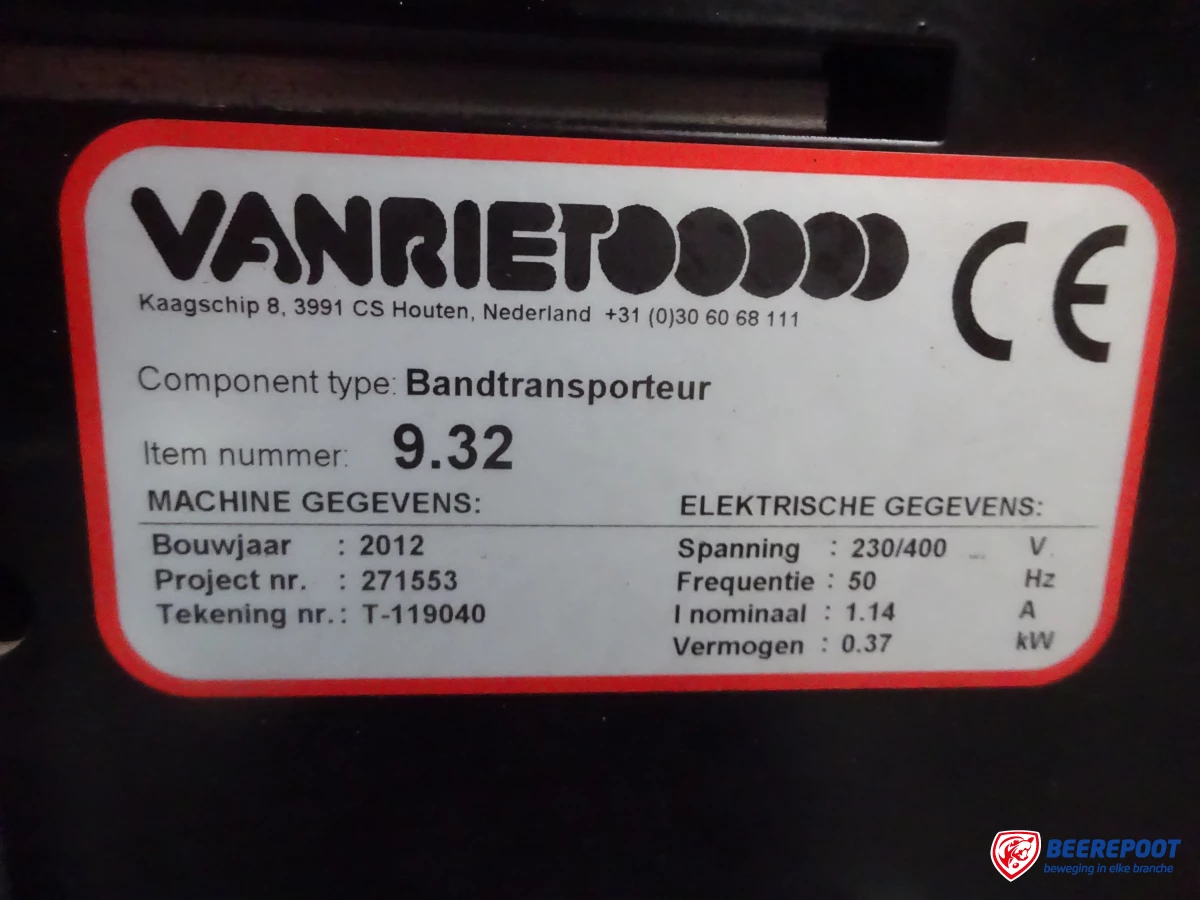 VANRIET
CE
Kaagschip 8, 3991 CS Houten, Nederland +31 (0)30 60 68 111
Component type: Bandtransporteur
Item nummer: 9.32
MACHINE GEGEVENS:
Bouwjaar : 2012
Project nr. : 271553
Tekening nr.: T-119040
ELEKTRISCHE GEGEVENS:
Spanning : 230/400 V
Frequentie : 50 Hz
I nominaal : 1.14 A
Vermogen : 0.37 kW
BEEREPOOT
beweging in elke branche